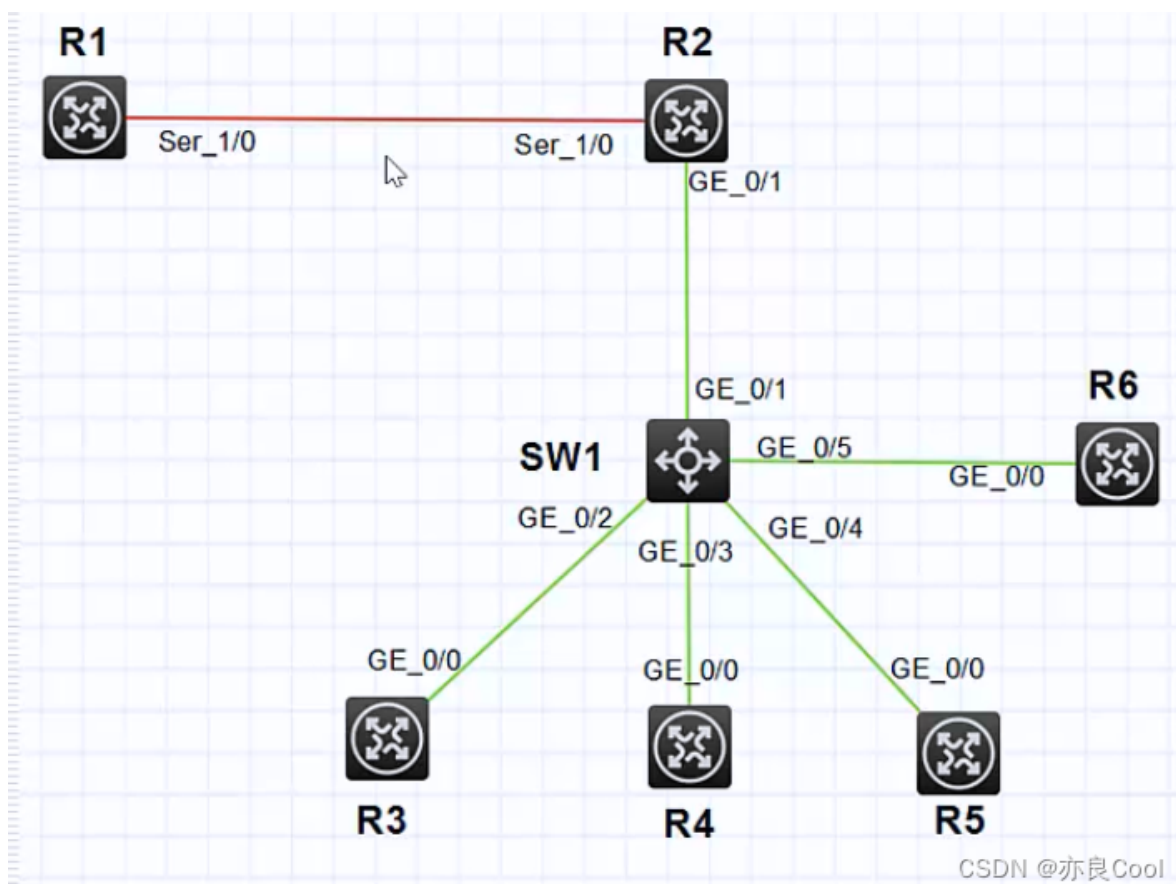 R1
R2
Ser_1/0
Ser_1/0
GE_0/1
GE_0/1
R6
SW1
GE_0/5
GE_0/0
GE_0/2
GE_0/4
GE_0/3
GE_0/0
GE_0/0
GE_0/0
R3
R4
R5
CSDN @亦良Cool